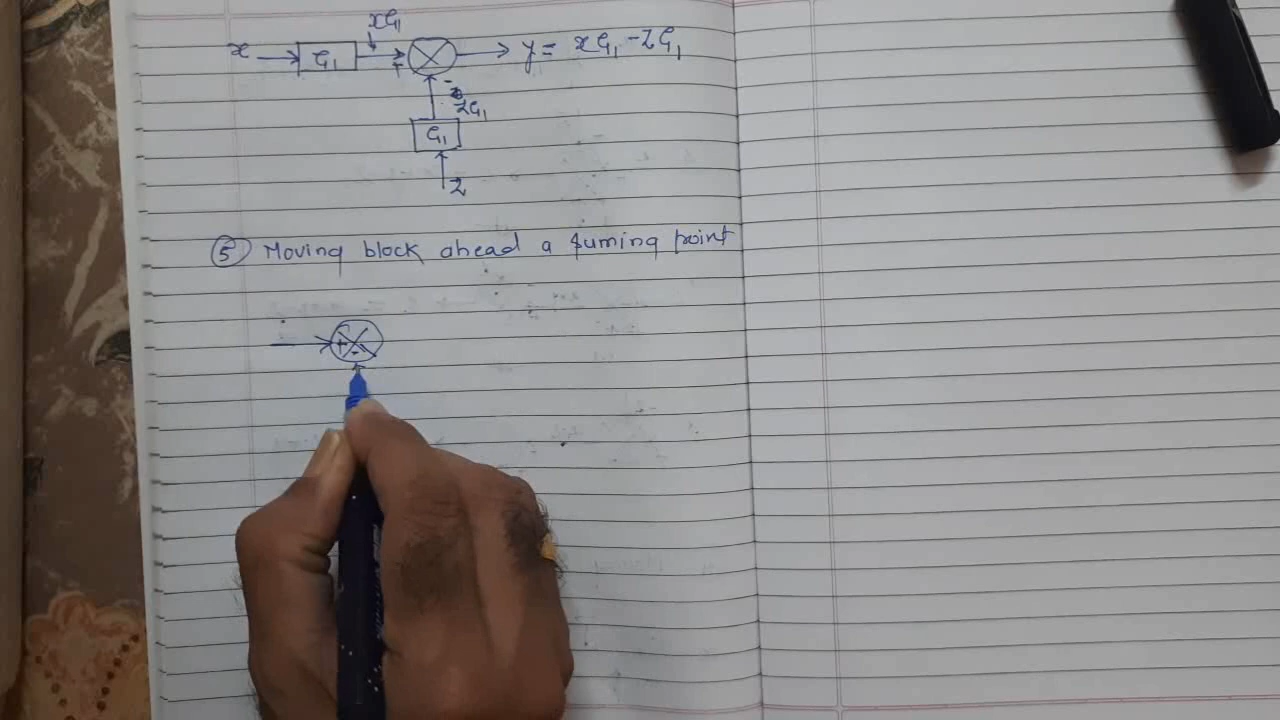 xG₁
x G₁ + y = xG₁ - ZG₁
-
ZG₁
G₁
Z
5 Moving block ahead a suming point
+
-